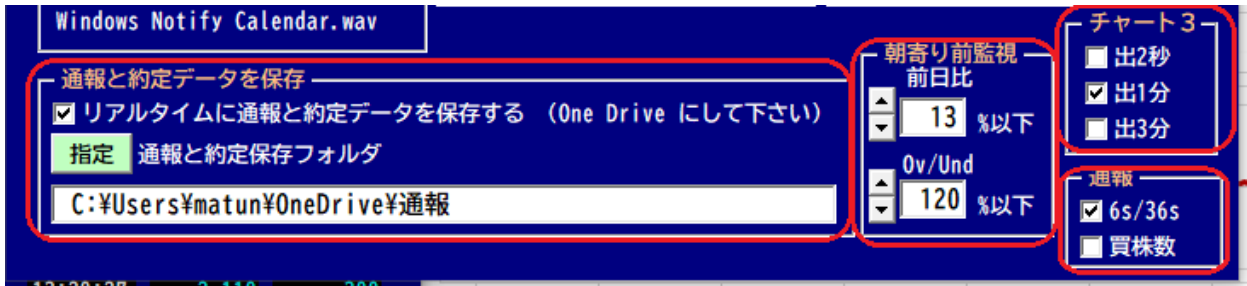 Windows Notify Calendar.wav
通報と約定データを保存
リアルタイムに通報と約定データを保存する (One Drive にして下さい)
指定 通報と約定保存フォルダ
C:¥Users¥matun¥OneDrive¥通報
朝寄り前監視
前日比
13 %以下
Ov/Und
120 %以下
チャート3
出2秒
出1分
出3分
通報
6s/36s
買株数